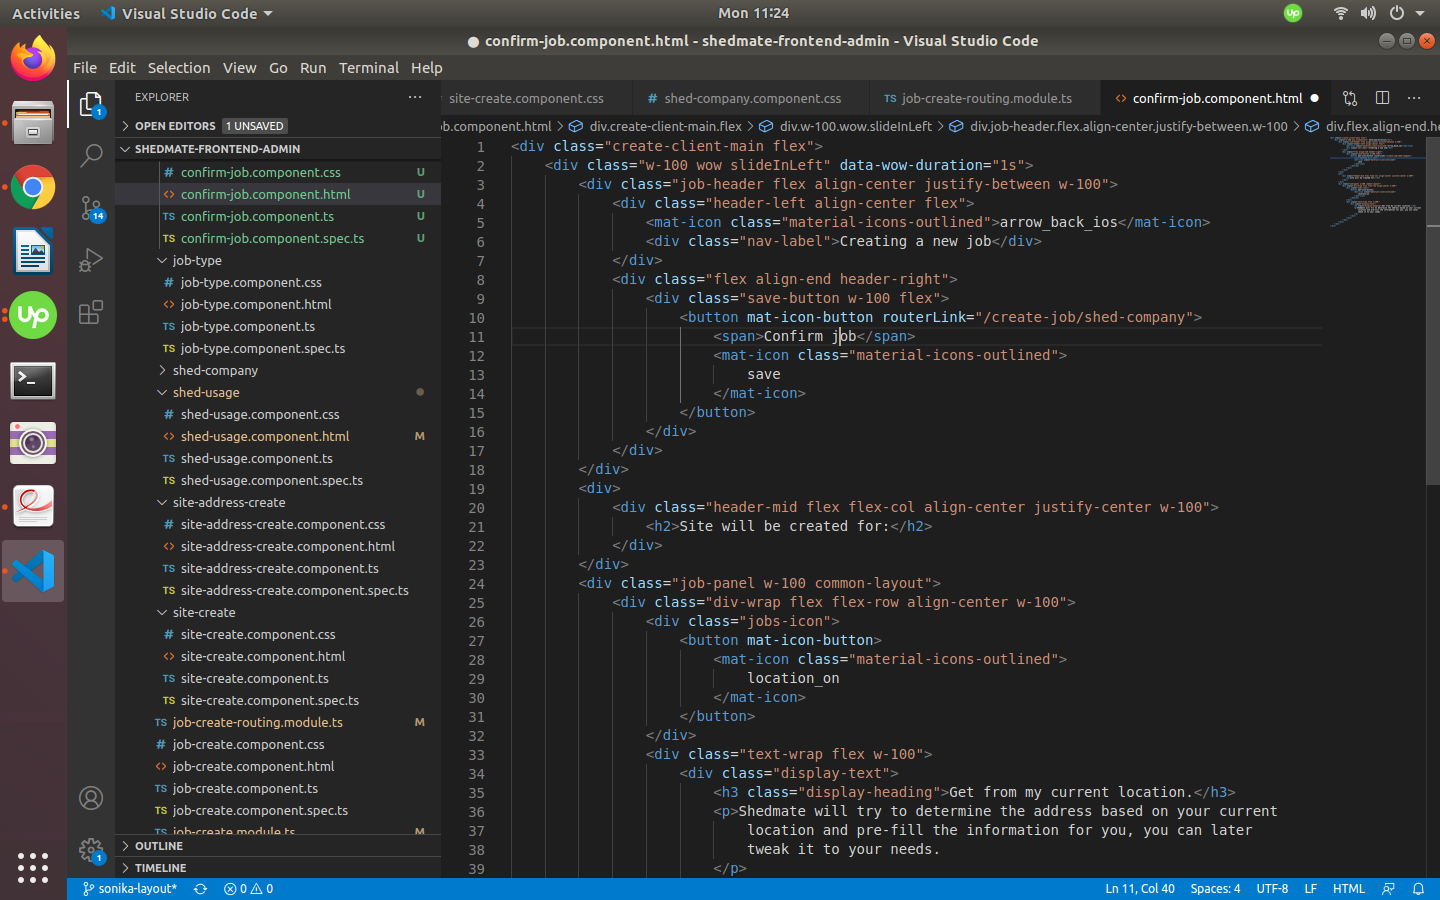 Activities
Visual Studio Code
Mon 11:24
up
confirm-job.component.html - shedmate-frontend-admin - Visual Studio Code
File Edit Selection View Go Run Terminal Help
EXPLORER
site-create.component.css
# shed-company.component.css
TS job-create-routing.module.ts
<> confirm-job.component.html
OPEN EDITORS 1 UNSAVED
b.component.html > div.create-client-main.flex > div.w-100.wow.slideInLeft > div.job-header.flex.align-center.justify-between.w-100 > div.flex.align-end.he
SHEDMATE-FRONTEND-ADMIN
# confirm-job.component.css U
<> confirm-job.component.html U
TS confirm-job.component.ts U
TS confirm-job.component.spec.ts U
job-type
# job-type.component.css
<> job-type.component.html
TS job-type.component.ts
TS job-type.component.spec.ts
shed-company
shed-usage
# shed-usage.component.css
<> shed-usage.component.html M
TS shed-usage.component.ts
TS shed-usage.component.spec.ts
site-address-create
# site-address-create.component.css
<> site-address-create.component.html
TS site-address-create.component.ts
TS site-address-create.component.spec.ts
site-create
# site-create.component.css
<> site-create.component.html
TS site-create.component.ts
TS site-create.component.spec.ts
TS job-create-routing.module.ts M
# job-create.component.css
<> job-create.component.html
TS job-create.component.ts
TS job-create.component.spec.ts
TS job-create.module.ts M
OUTLINE
TIMELINE
1
14
up
1
1 <div class="create-client-main flex">
2 <div class="w-100 wow slideInLeft" data-wow-duration="1s">
3 <div class="job-header flex align-center justify-between w-100">
4 <div class="header-left align-center flex">
5 <mat-icon class="material-icons-outlined">arrow_back_ios</mat-icon>
6 <div class="nav-label">Creating a new job</div>
7 </div>
8 <div class="flex align-end header-right">
9 <div class="save-button w-100 flex">
10 <button mat-icon-button routerLink="/create-job/shed-company">
11 <span>Confirm job</span>
12 <mat-icon class="material-icons-outlined">
13 save
14 </mat-icon>
15 </button>
16 </div>
17 </div>
18 </div>
19 <div>
20 <div class="header-mid flex flex-col align-center justify-center w-100">
21 <h2>Site will be created for:</h2>
22 </div>
23 </div>
24 <div class="job-panel w-100 common-layout">
25 <div class="div-wrap flex flex-row align-center w-100">
26 <div class="jobs-icon">
27 <button mat-icon-button>
28 <mat-icon class="material-icons-outlined">
29 location_on
30 </mat-icon>
31 </button>
32 </div>
33 <div class="text-wrap flex w-100">
34 <div class="display-text">
35 <h3 class="display-heading">Get from my current location.</h3>
36 <p>Shedmate will try to determine the address based on your current
37 location and pre-fill the information for you, you can later
38 tweak it to your needs.
39 </p>
sonika-layout* 0 0
Ln 11, Col 40 Spaces: 4 UTF-8 LF HTML